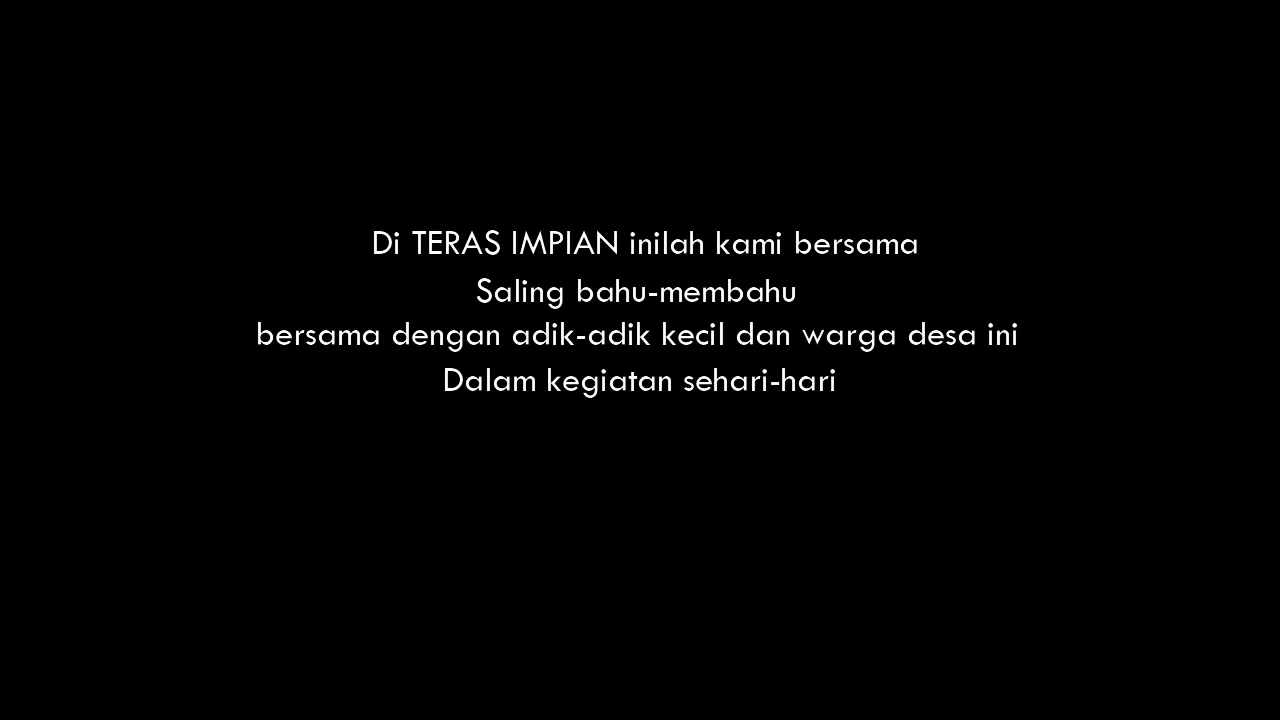 Di TERAS IMPIAN inilah kami bersama
Saling bahu-membahu
bersama dengan adik-adik kecil dan warga desa ini
Dalam kegiatan sehari-hari